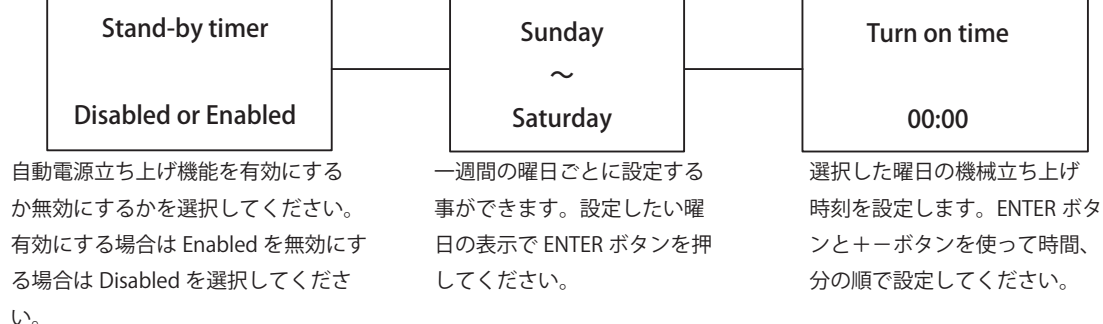 Stand-by timer
Disabled or Enabled
自動電源立ち上げ機能を有効にする
か無効にするかを選択してください。
有効にする場合は Enabled を無効にす
る場合は Disabled を選択してくださ
い。
Sunday
～
Saturday
一週間の曜日ごとに設定する
事ができます。設定したい曜
日の表示で ENTER ボタンを押
してください。
Turn on time
00:00
選択した曜日の機械立ち上げ
時刻を設定します。ENTER ボタ
ンと＋－ボタンを使って時間、
分の順で設定してください。